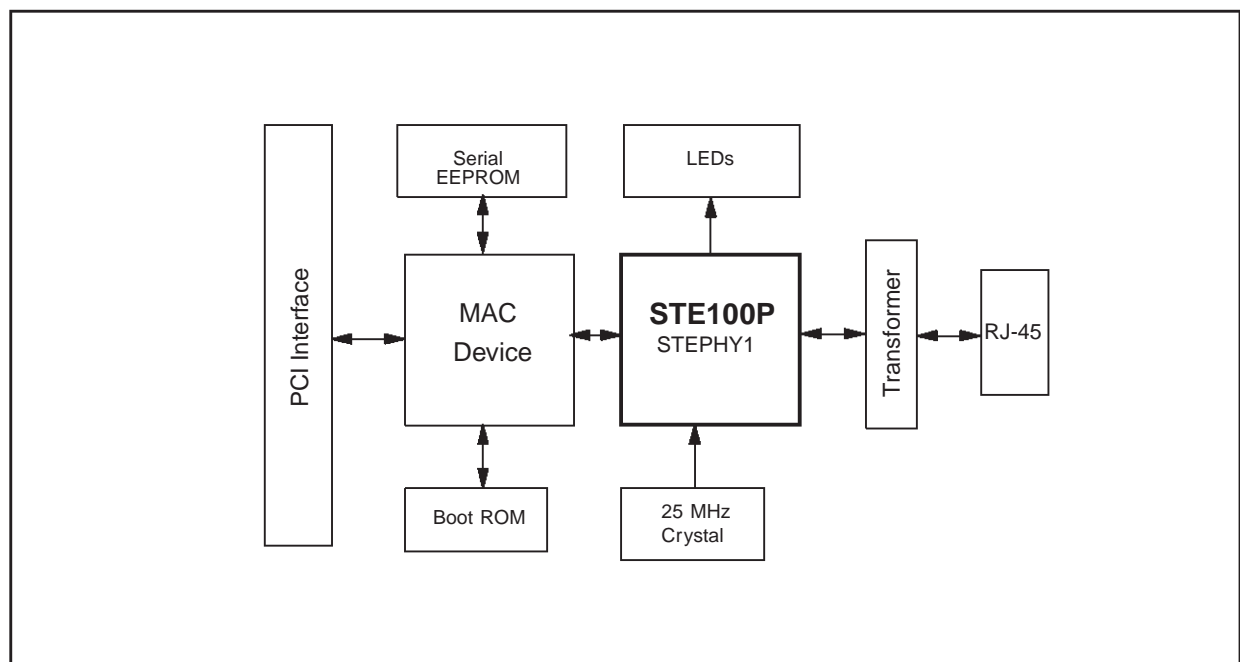 Serial
EEPROM
LEDs
PCI Interface
MAC
Device
STE100P
STEPHY1
Transformer
RJ-45
Boot ROM
25 MHz
Crystal